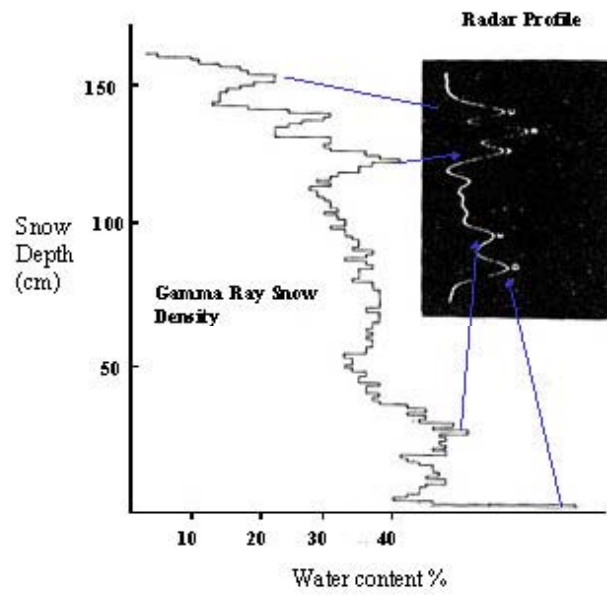 Radar Profile
150
100
Snow
Depth
(cm)
Gamma Ray Snow
Density
50
10 20 30 40
Water content %